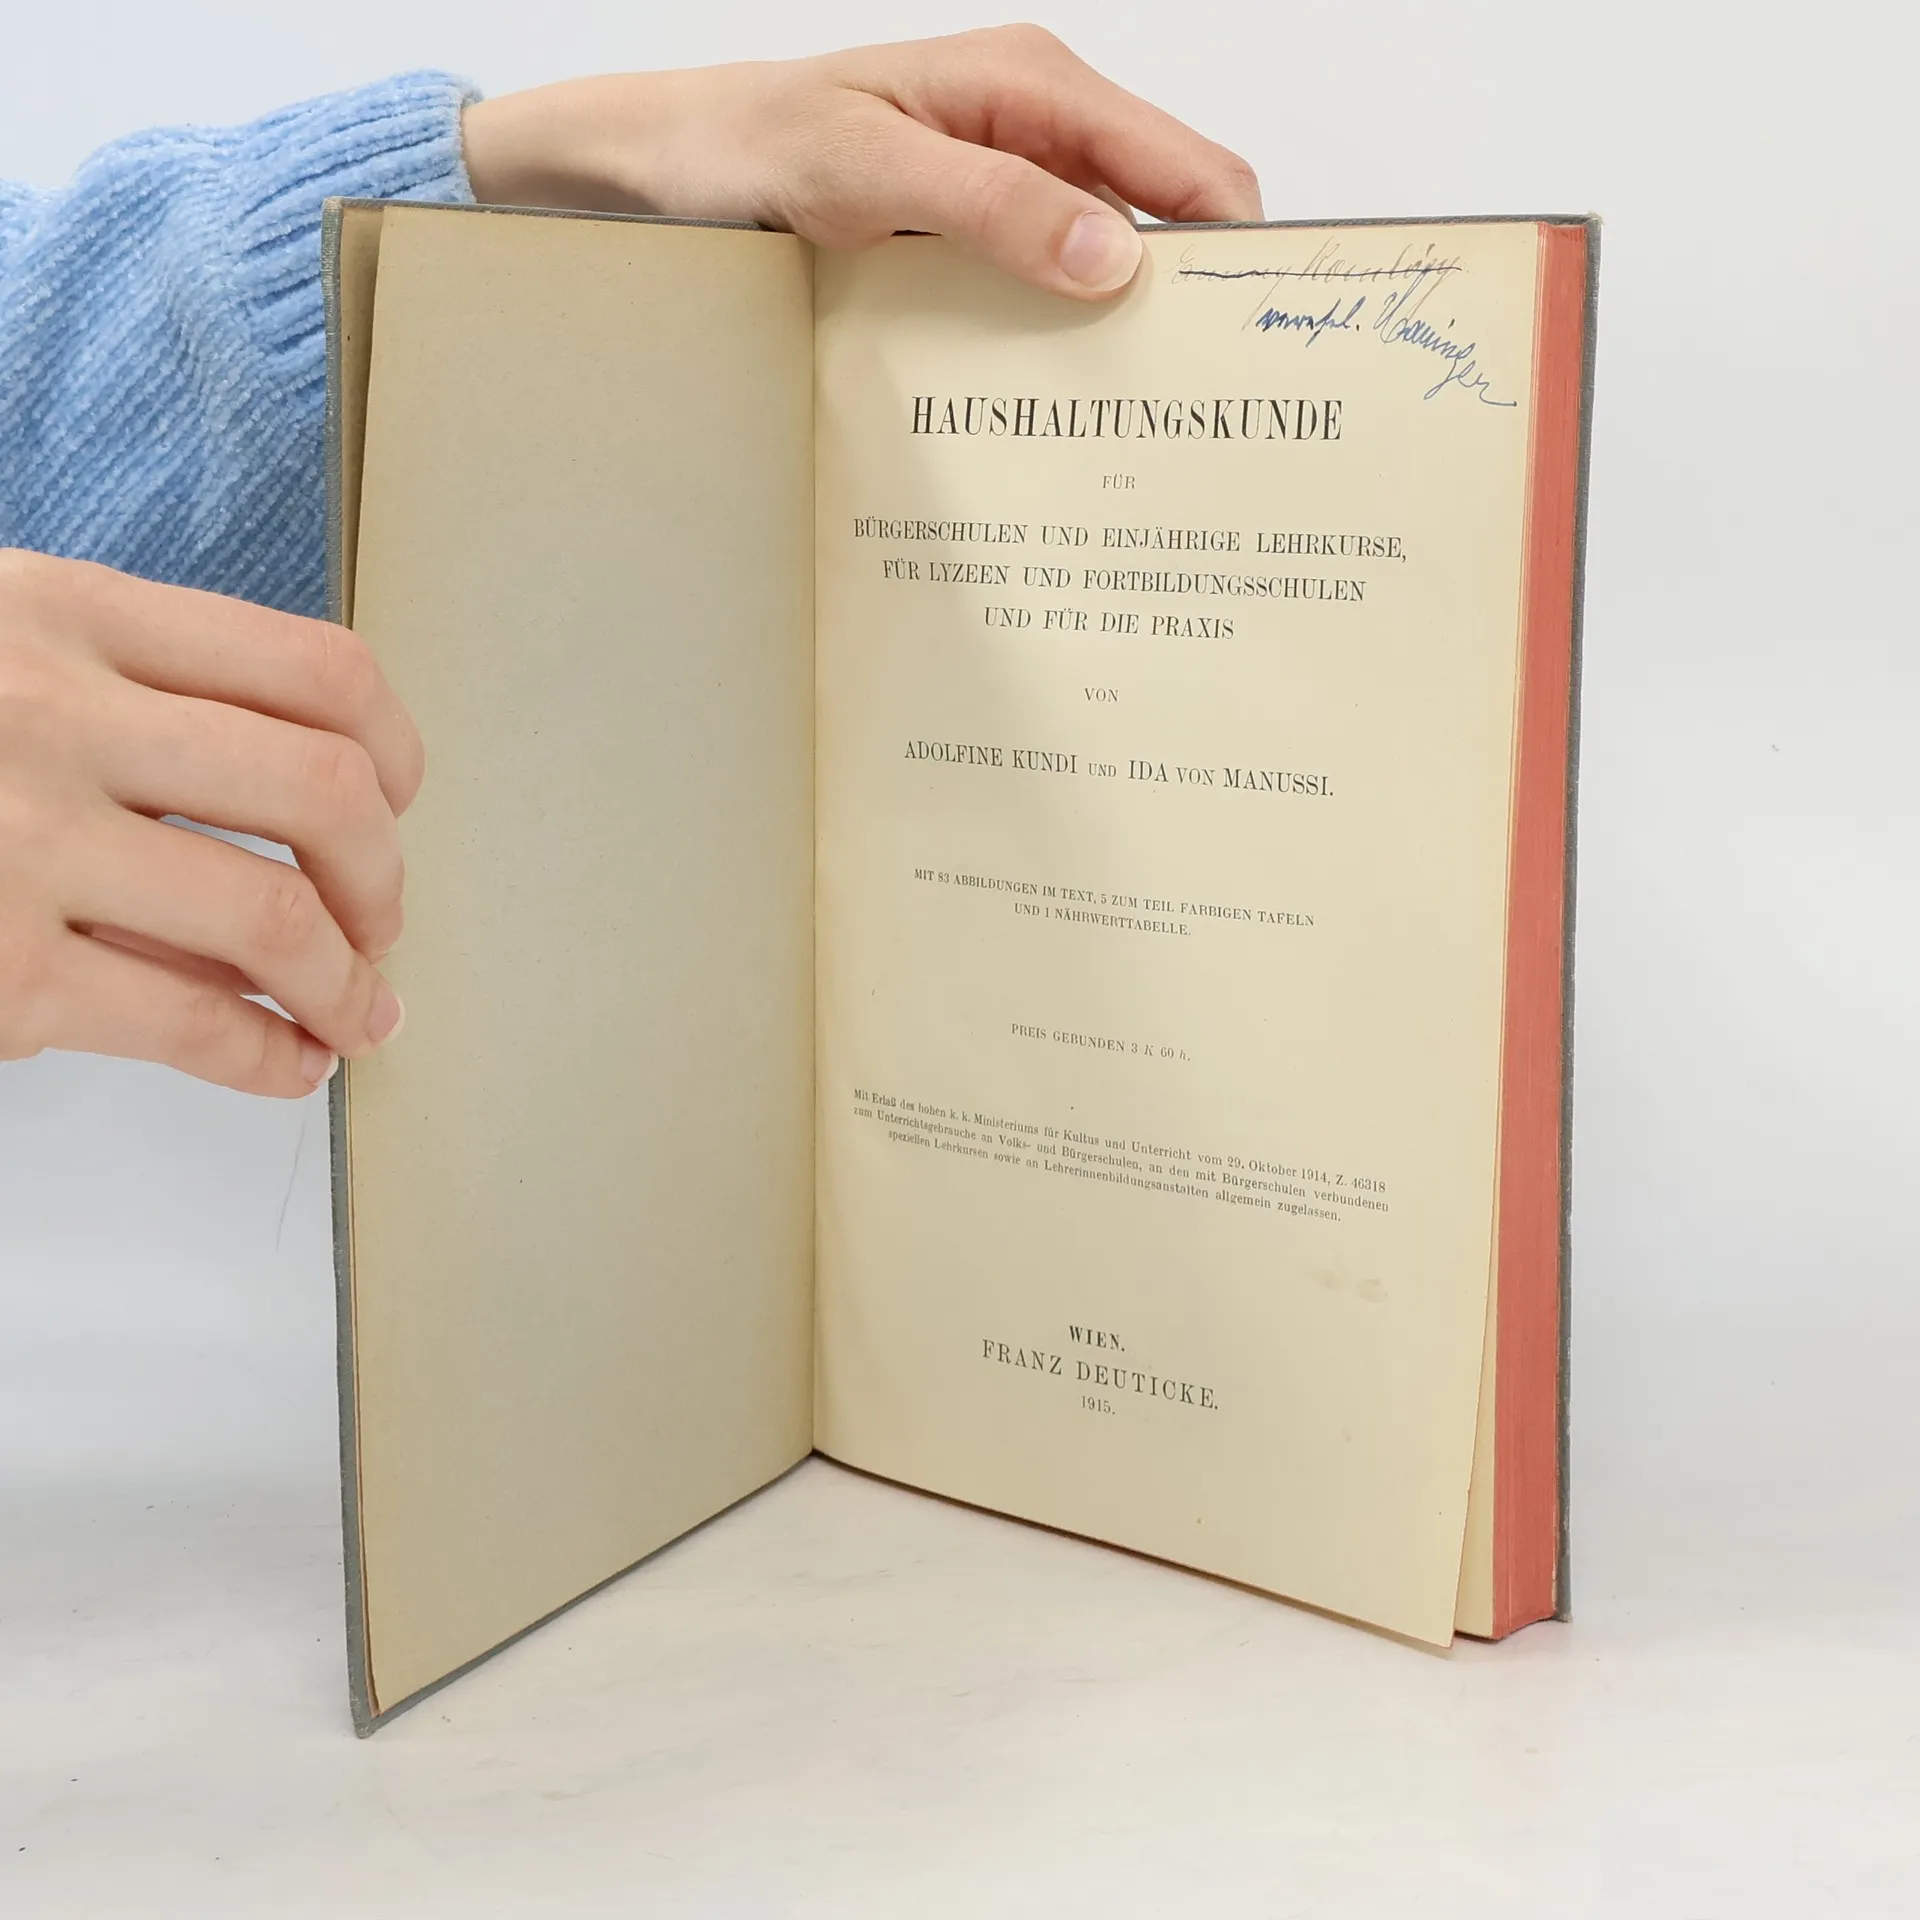 HAUSHALTUNGSKUNDE
FÜR
BÜRGERSCHULEN UND EINJÄHRIGE LEHRKURSE,
FÜR LYZEEN UND FORTBILDUNGSSCHULEN
UND FÜR DIE PRAXIS
VON
ADOLFINE KUNDI UND IDA VON MANUSSI.
MIT 83 ABBILDUNGEN IM TEXT, 5 ZUM TEIL FARBIGEN TAFELN
UND 1 NÄHRWERTTABELLE.
PREIS GEBUNDEN 3 K 60 h.
Mit Erlaß des hohen k. k. Ministeriums für Kultus und Unterricht vom 29. Oktober 1914, Z. 46318
zum Unterrichtsgebrauche an Volks- und Bürgerschulen, an den mit Bürgerschulen verbundenen
speziellen Lehrkursen sowie an Lehrerinnenbildungsanstalten allgemein zugelassen.
WIEN.
FRANZ DEUTICKE.
1915.